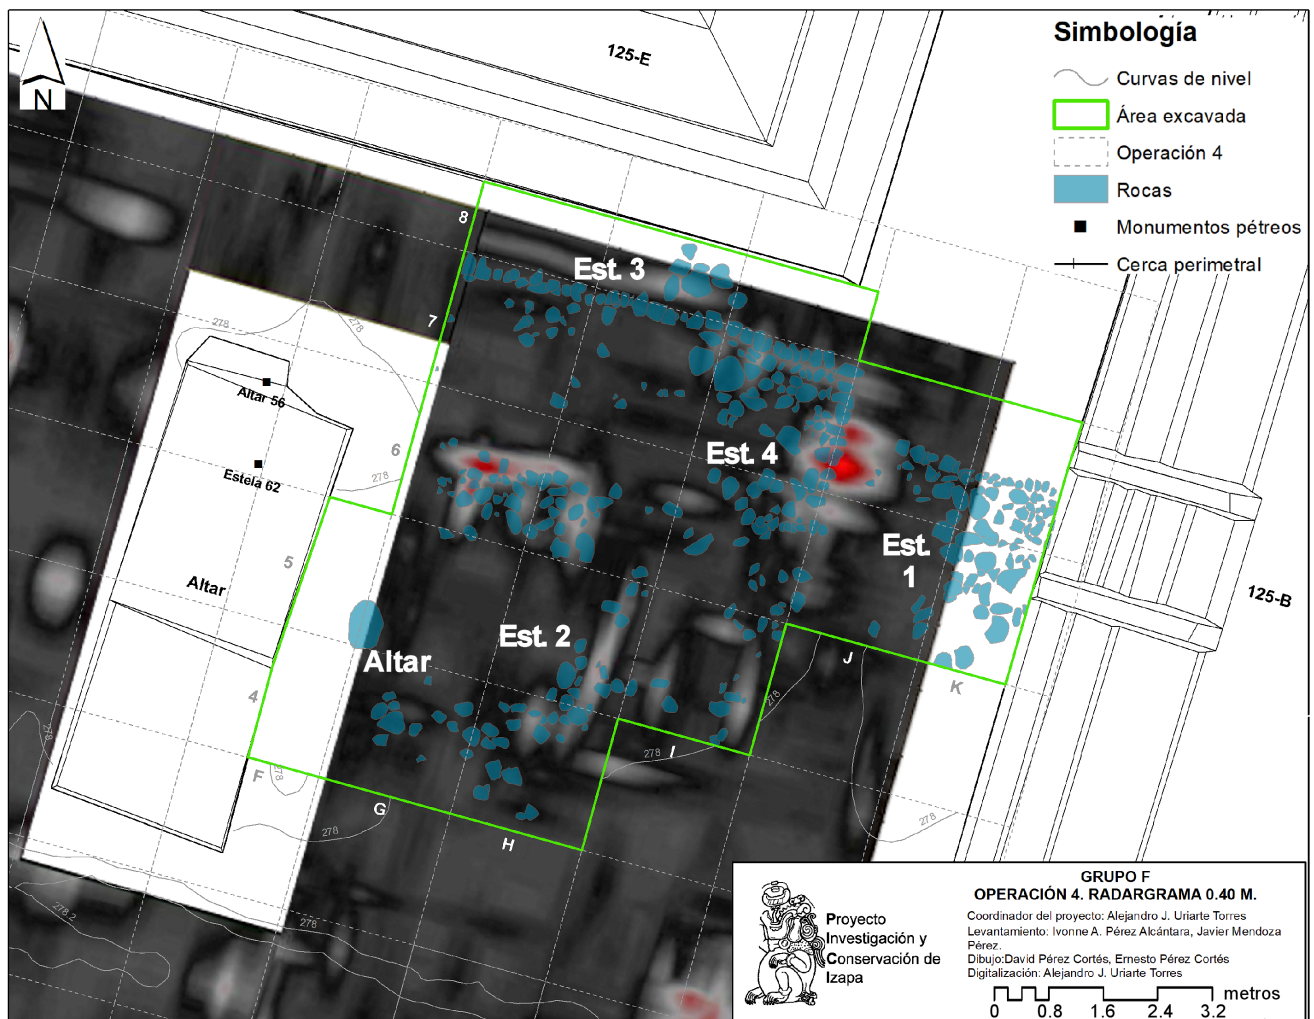 125-E
N
Simbología
Curvas de nivel
Área excavada
Operación 4
Rocas
Monumentos pétreos
Cerca perimetral
8
Est. 3
7
278
278
Altar 56
6
Est. 4
278
Estela 62
Est.
1
5
Altar
125-B
Est. 2
Altar
J
K
4
278
278
I
278
F
278
G
278
278
H
278.2
278
GRUPO F
OPERACIÓN 4. RADARGRAMA 0.40 M.
Coordinador del proyecto: Alejandro J. Uriarte Torres
Levantamiento: Ivonne A. Pérez Alcántara, Javier Mendoza
Pérez.
Dibujo:David Pérez Cortés, Ernesto Pérez Cortés
Digitalización: Alejandro J. Uriarte Torres
Proyecto
Investigación y
Conservación de
Izapa
metros
0 0.8 1.6 2.4 3.2